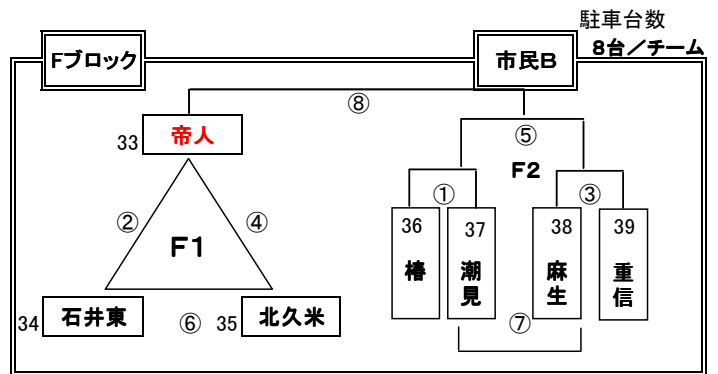 駐車台数
8台／チーム
Fブロック
市民B
⑧
33
帝人
⑤
F2
②
④
F1
①
③
36
椿
37
潮見
38
麻生
39
重信
34
石井東
⑥
35
北久米
⑦